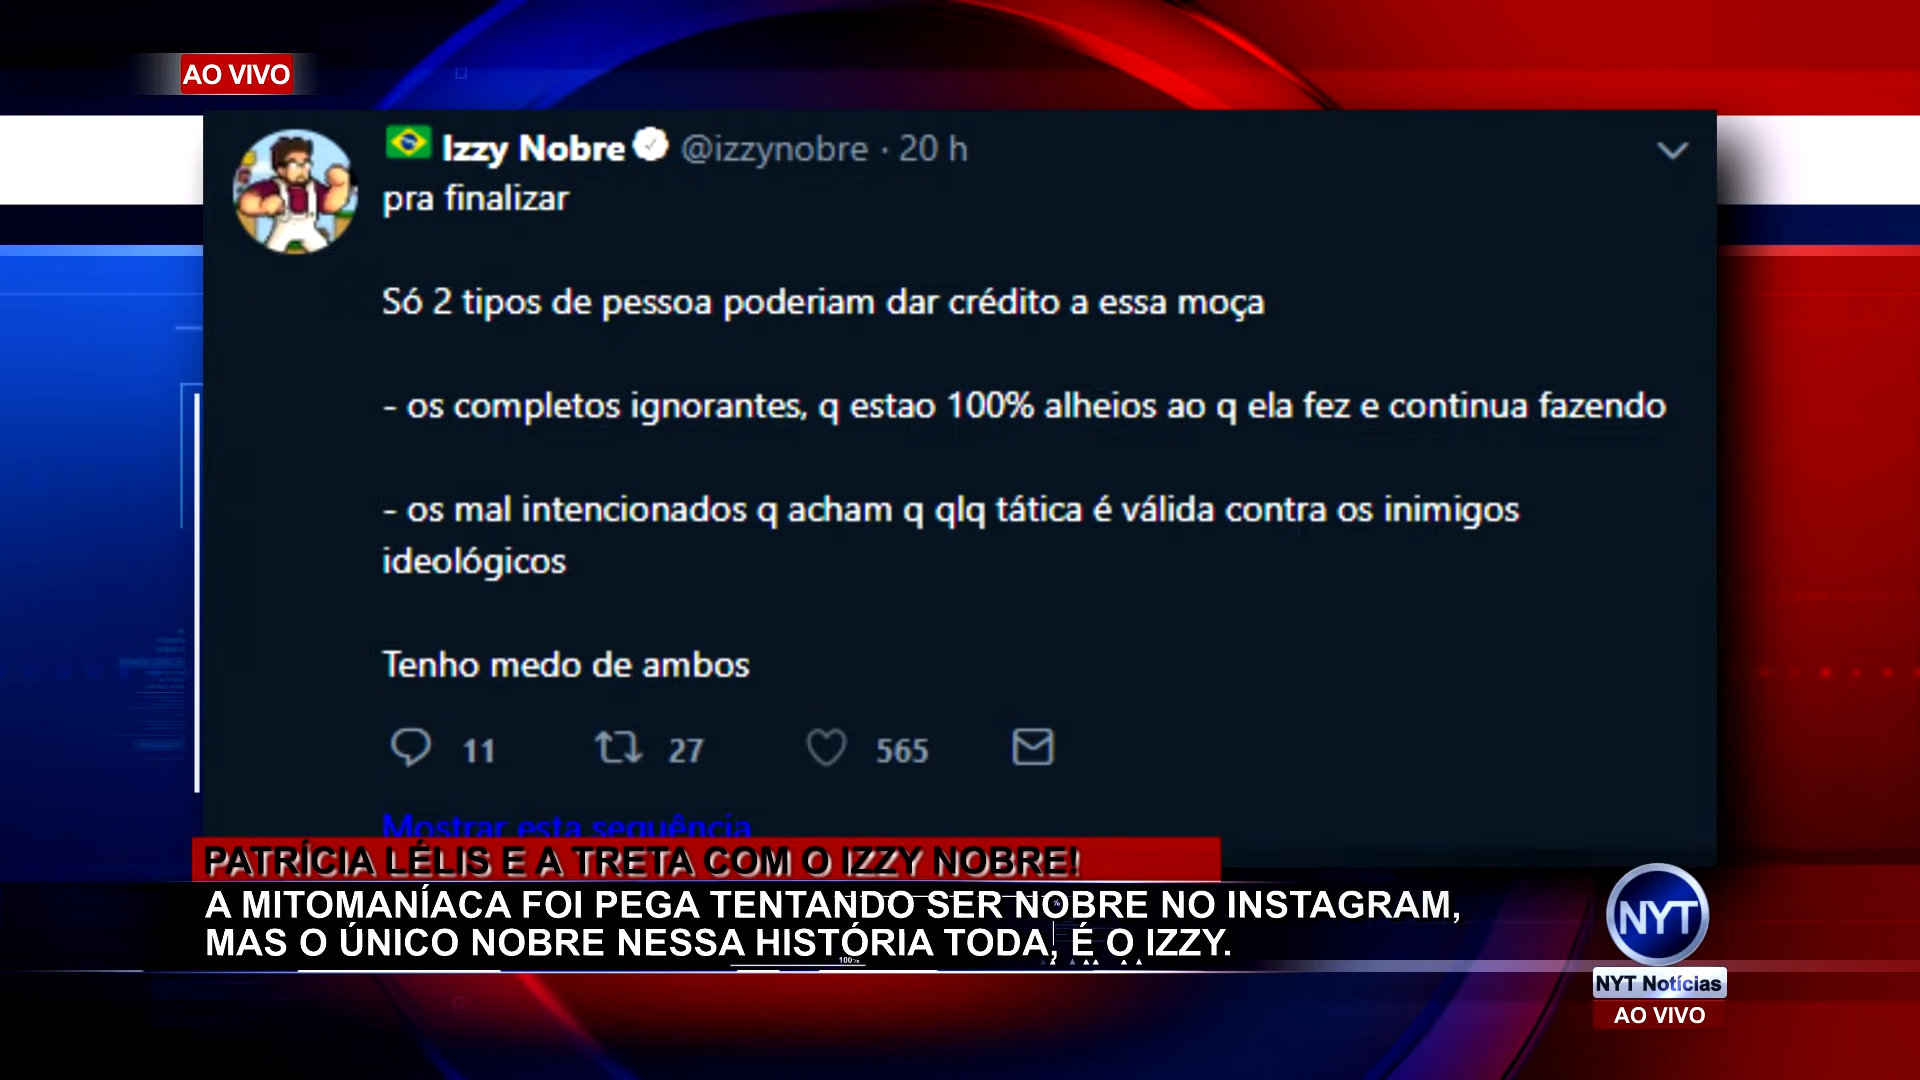 AO VIVO
Izzy Nobre @izzynobre · 20 h
pra finalizar
Só 2 tipos de pessoa poderiam dar crédito a essa moça
- os completos ignorantes, q estao 100% alheios ao q ela fez e continua fazendo
- os mal intencionados q acham q qlq tática é válida contra os inimigos
ideológicos
Tenho medo de ambos
11 27 565
Mostrar esta sequência
PATRÍCIA LÉLIS E A TRETA COM O IZZY NOBRE!
A MITOMANÍACA FOI PEGA TENTANDO SER NOBRE NO INSTAGRAM,
MAS O ÚNICO NOBRE NESSA HISTÓRIA TODA, É O IZZY.
100%
NYT
NYT Notícias
AO VIVO